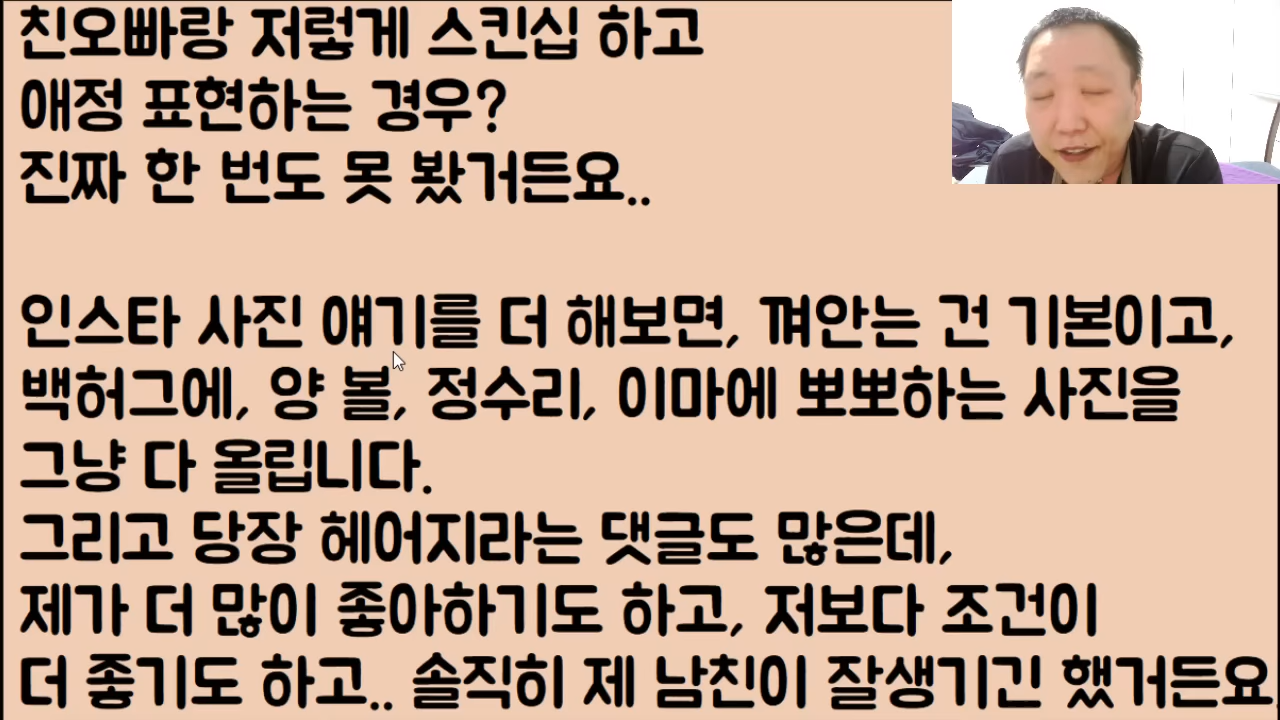 친오빠랑 저렇게 스킨십 하고
애정 표현하는 경우?
진짜 한 번도 못 봤거든요..
인스타 사진 얘기를 더 해보면, 껴안는 건 기본이고,
백허그에, 양 볼, 정수리, 이마에 뽀뽀하는 사진을
그냥 다 올립니다.
그리고 당장 헤어지라는 댓글도 많은데,
제가 더 많이 좋아하기도 하고, 저보다 조건이
더 좋기도 하고.. 솔직히 제 남친이 잘생기긴 했거든요